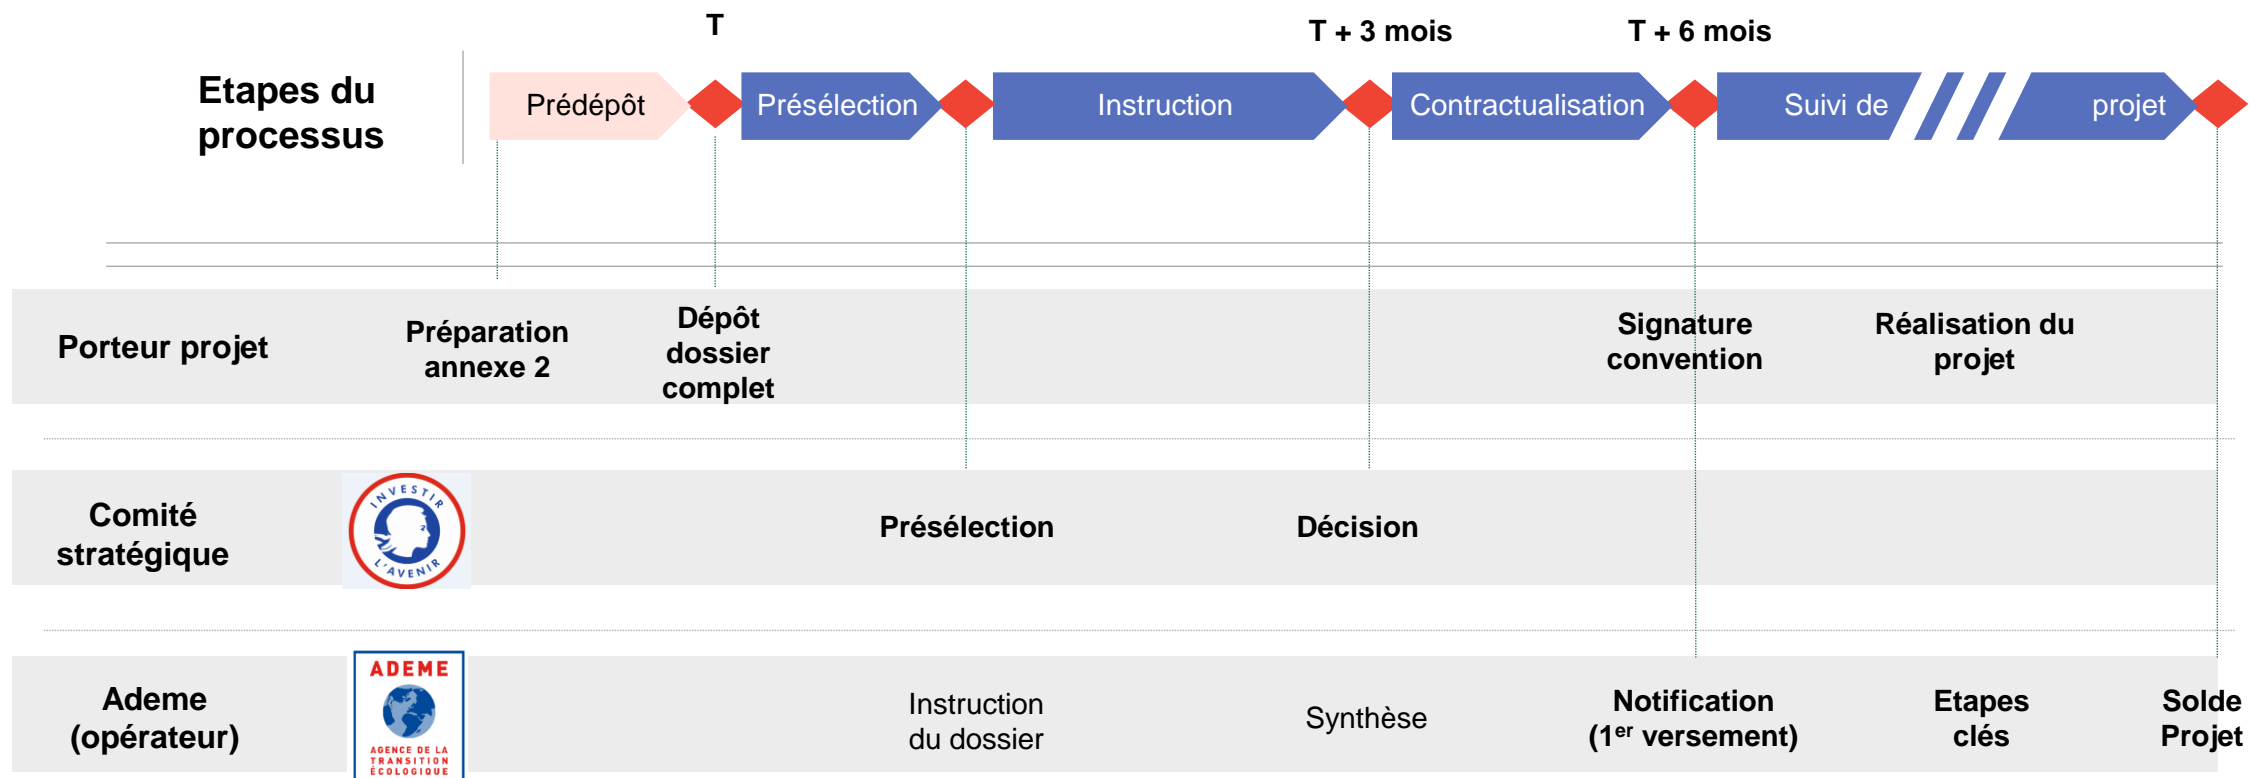 T
T + 3 mois
T + 6 mois
Etapes du
processus
Prédépôt
Présélection
Instruction
Contractualisation
Suivi de
projet
Porteur projet
Préparation
annexe 2
Dépôt
dossier
complet
Signature
convention
Réalisation du
projet
Comité
stratégique
INVESTIR
L'AVENIR
Présélection
Décision
Ademe
(opérateur)
ADEME
AGENCE DE LA
TRANSITION
ÉCOLOGIQUE
Instruction
du dossier
Synthèse
Notification
(1er versement)
Etapes
clés
Solde
Projet